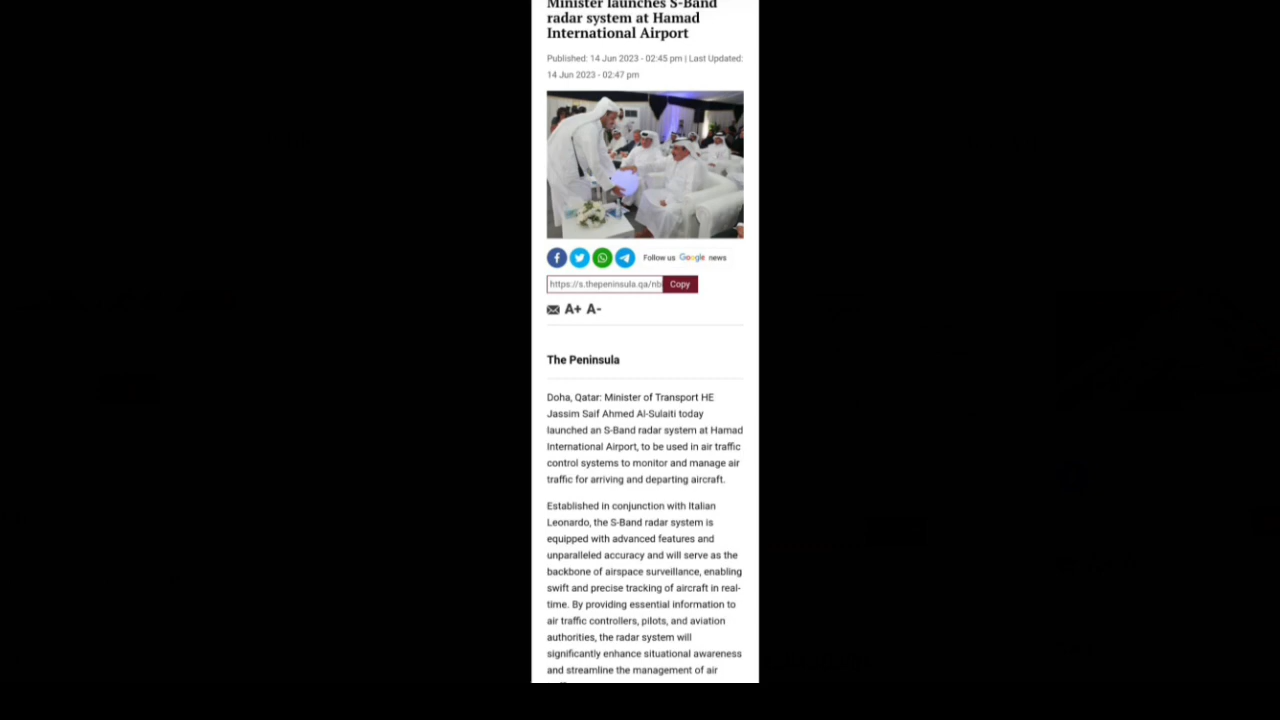 Minister launches S-Band
radar system at Hamad
International Airport
Published: 14 Jun 2023 - 02:45 pm | Last Updated:
14 Jun 2023 - 02:47 pm
Follow us Google news
https://s.thepeninsula.qa/nb
Copy
A+ A-
The Peninsula
Doha, Qatar: Minister of Transport HE
Jassim Saif Ahmed Al-Sulaiti today
launched an S-Band radar system at Hamad
International Airport, to be used in air traffic
control systems to monitor and manage air
traffic for arriving and departing aircraft.
Established in conjunction with Italian
Leonardo, the S-Band radar system is
equipped with advanced features and
unparalleled accuracy and will serve as the
backbone of airspace surveillance, enabling
swift and precise tracking of aircraft in real-
time. By providing essential information to
air traffic controllers, pilots, and aviation
authorities, the radar system will
significantly enhance situational awareness
and streamline the management of air